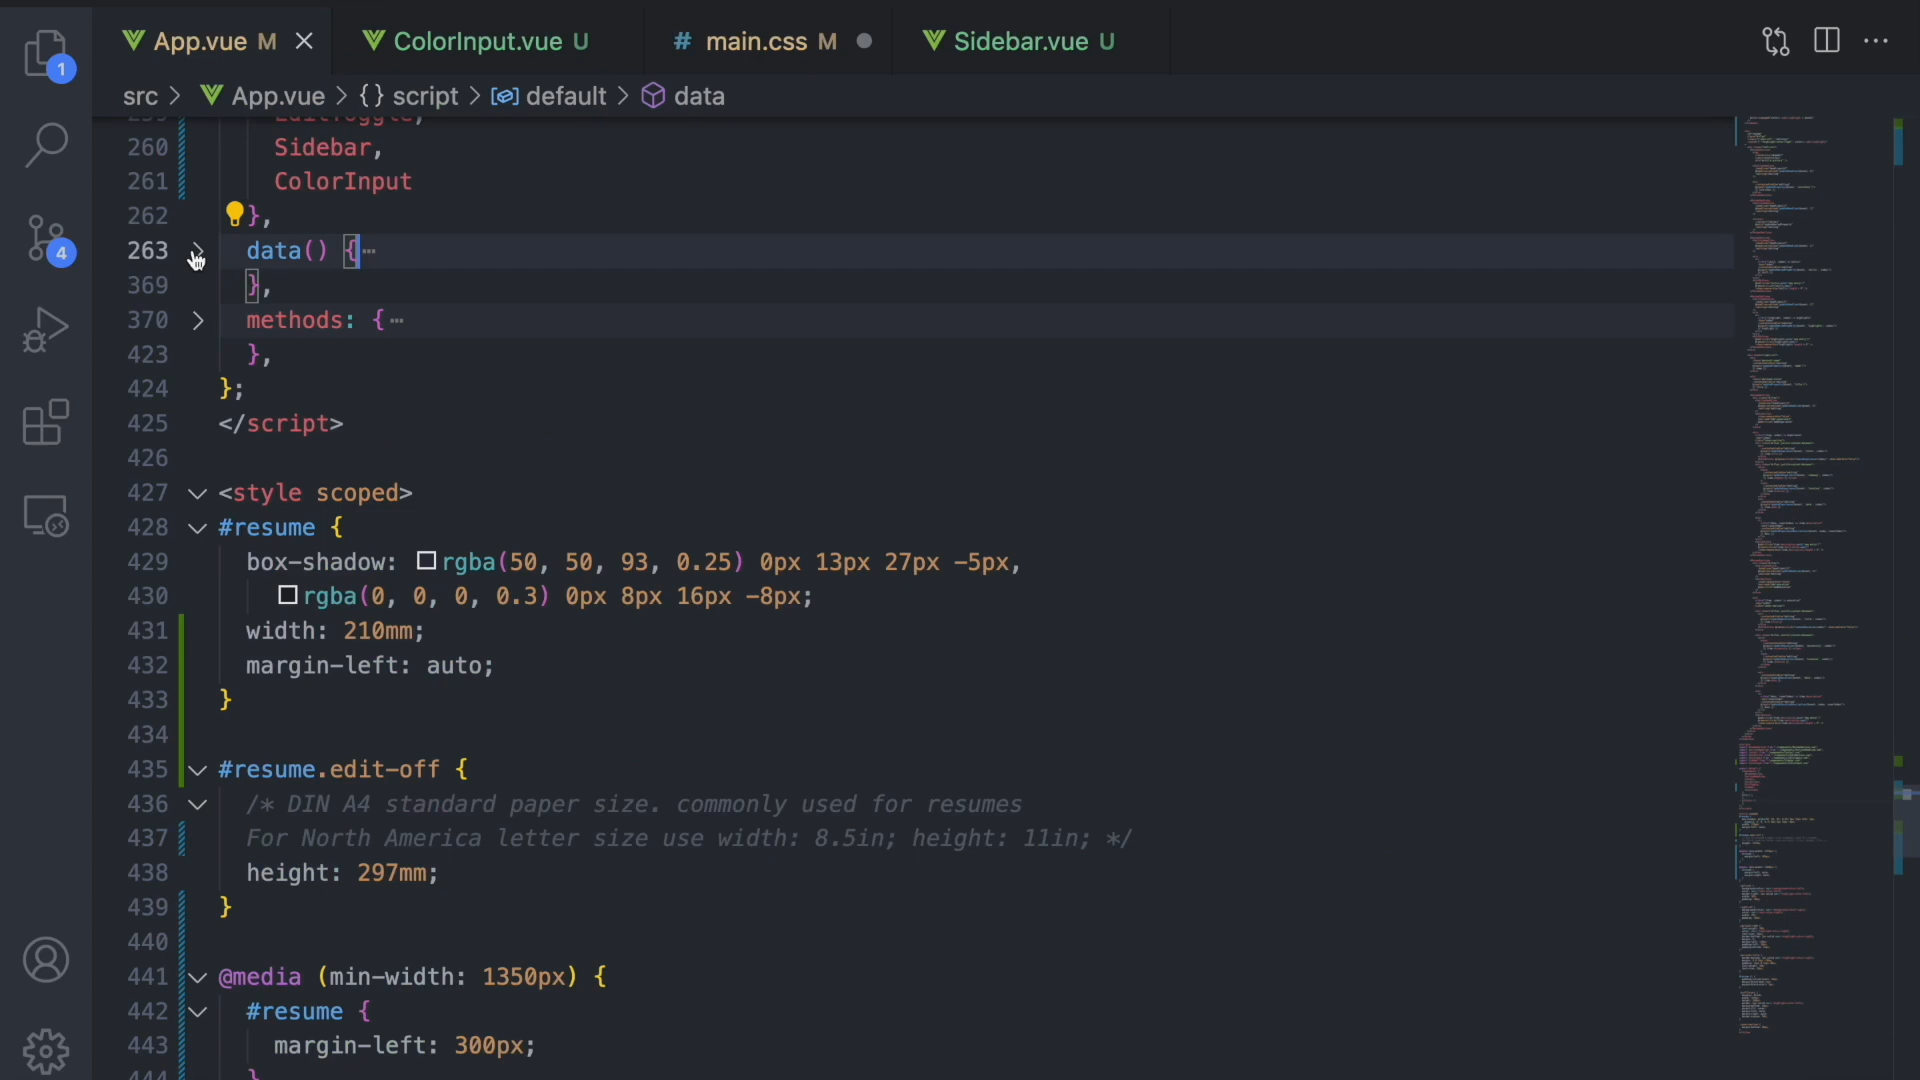 App.vue M
ColorInput.vue U
# main.css M
Sidebar.vue U
1
src > App.vue > {} script > default > data
259 EditToggle,
260 Sidebar,
261 ColorInput
262 },
263 data() {⋯
369 },
370 methods: {⋯
423 },
424 };
425 </script>
426
427 <style scoped>
428 #resume {
429 box-shadow: rgba(50, 50, 93, 0.25) 0px 13px 27px -5px,
430 rgba(0, 0, 0, 0.3) 0px 8px 16px -8px;
431 width: 210mm;
432 margin-left: auto;
433 }
434
435 #resume.edit-off {
436 /* DIN A4 standard paper size. commonly used for resumes
437 For North America letter size use width: 8.5in; height: 11in; */
438 height: 297mm;
439 }
440
441 @media (min-width: 1350px) {
442 #resume {
443 margin-left: 300px;
444 }
4